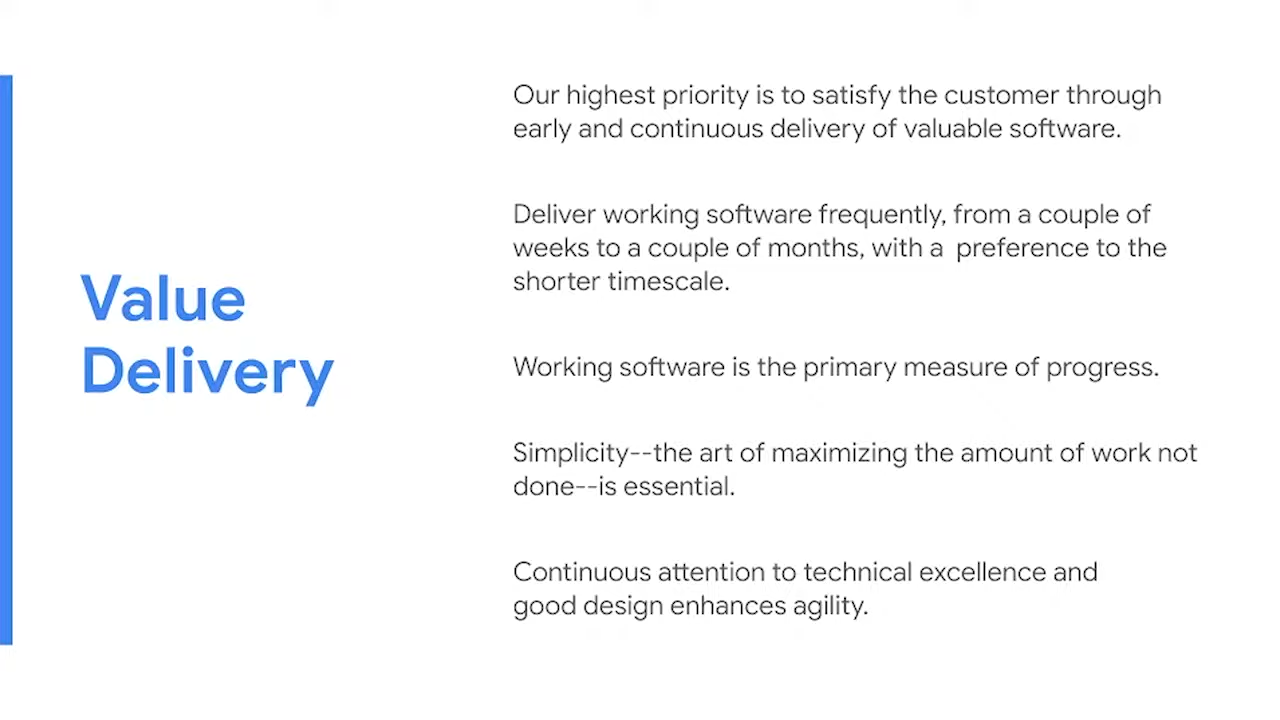 Value
Delivery
Our highest priority is to satisfy the customer through
early and continuous delivery of valuable software.
Deliver working software frequently, from a couple of
weeks to a couple of months, with a  preference to the
shorter timescale.
Working software is the primary measure of progress.
Simplicity--the art of maximizing the amount of work not
done--is essential.
Continuous attention to technical excellence and
good design enhances agility.